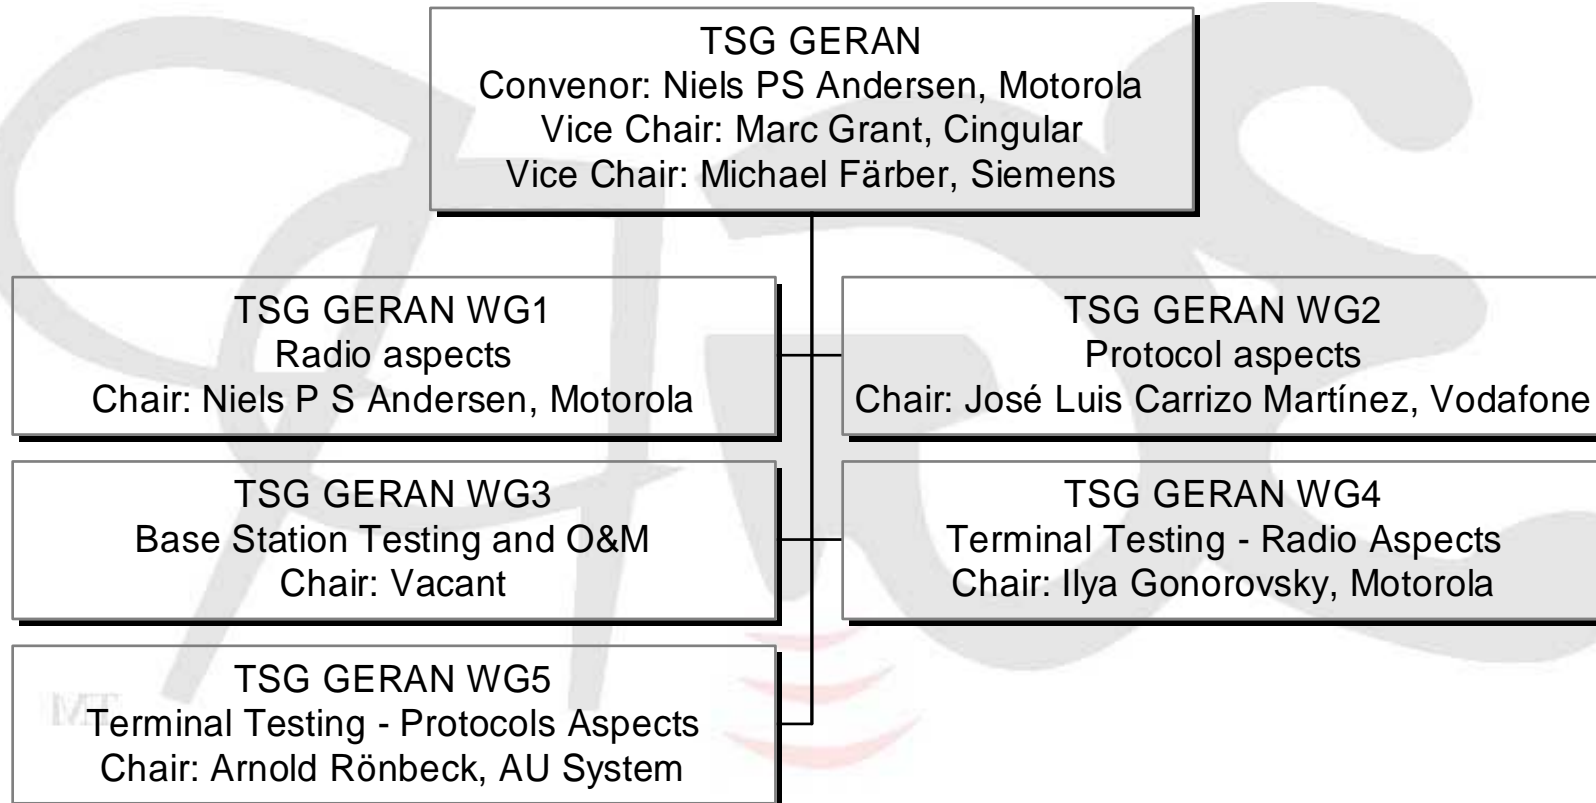 TSG GERAN
Convenor: Niels PS Andersen, Motorola
Vice Chair: Marc Grant, Cingular
Vice Chair: Michael Färber, Siemens
TSG GERAN WG1
Radio aspects
Chair: Niels P S Andersen, Motorola
TSG GERAN WG2
Protocol aspects
Chair: José Luis Carrizo Martínez, Vodafone
TSG GERAN WG3
Base Station Testing and O&M
Chair: Vacant
TSG GERAN WG4
Terminal Testing - Radio Aspects
Chair: Ilya Gonorovsky, Motorola
TSG GERAN WG5
Terminal Testing - Protocols Aspects
Chair: Arnold Rönbeck, AU System